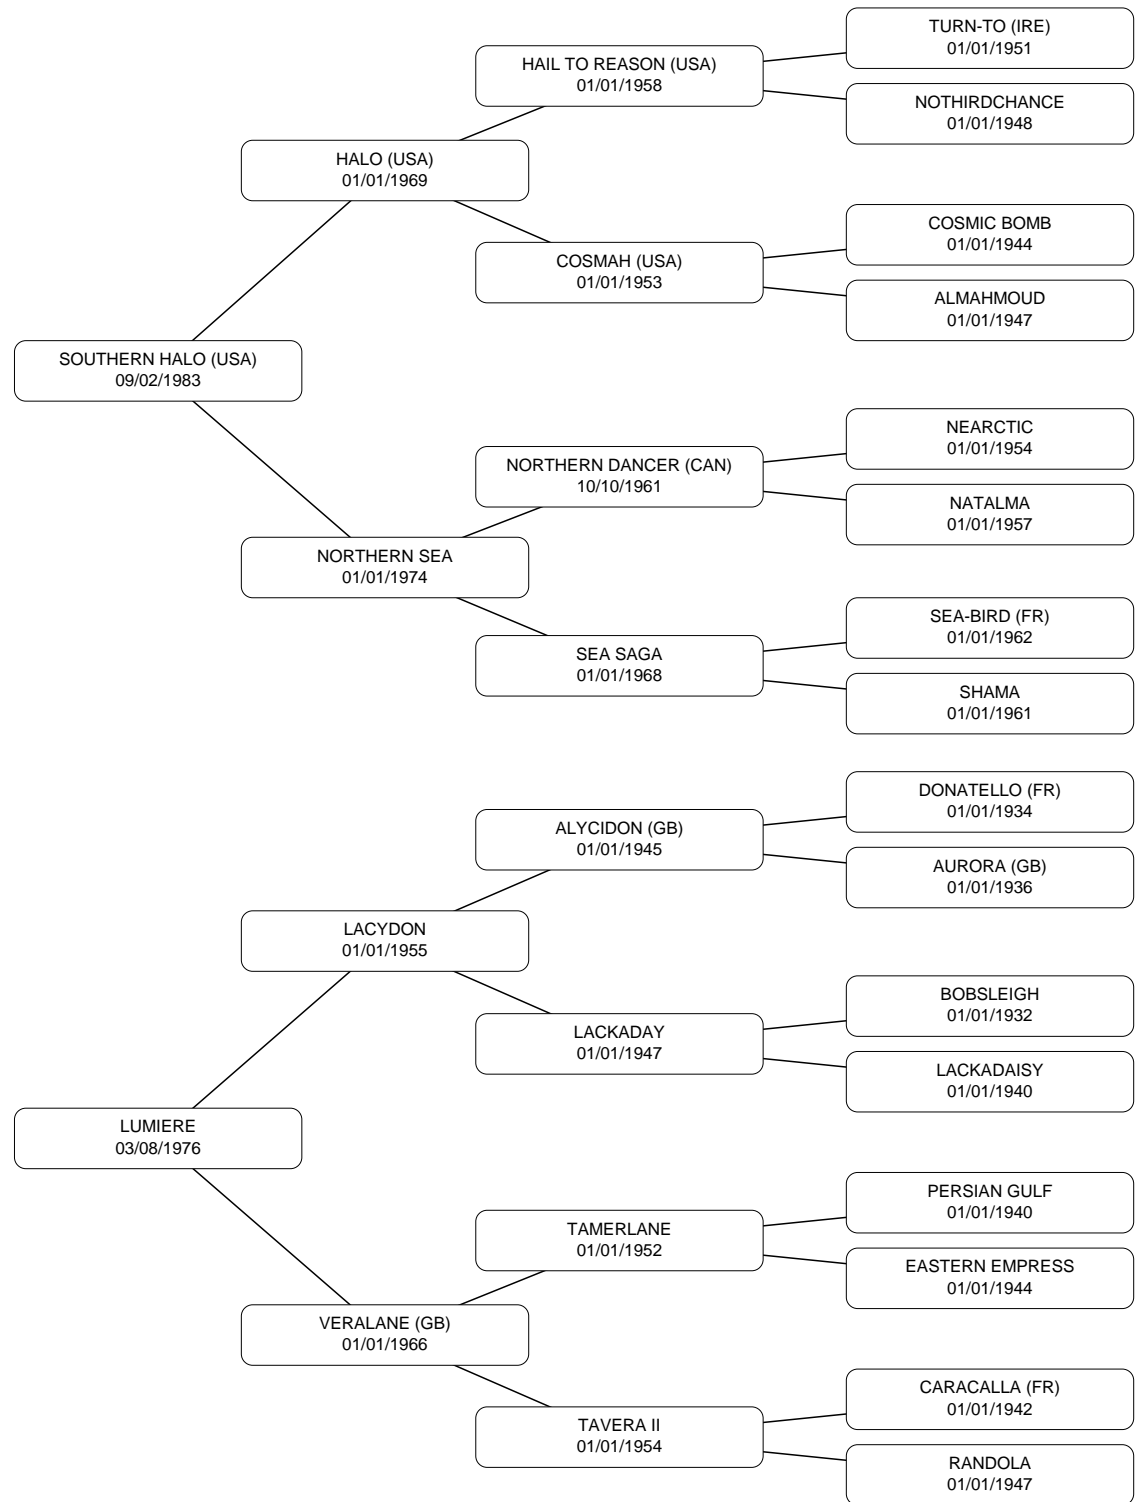 TURN-TO (IRE)
01/01/1951
HAIL TO REASON (USA)
01/01/1958
NOTHIRDCHANCE
01/01/1948
HALO (USA)
01/01/1969
COSMIC BOMB
01/01/1944
COSMAH (USA)
01/01/1953
ALMAHMOUD
01/01/1947
SOUTHERN HALO (USA)
09/02/1983
NEARCTIC
01/01/1954
NORTHERN DANCER (CAN)
10/10/1961
NATALMA
01/01/1957
NORTHERN SEA
01/01/1974
SEA-BIRD (FR)
01/01/1962
SEA SAGA
01/01/1968
SHAMA
01/01/1961
DONATELLO (FR)
01/01/1934
ALYCIDON (GB)
01/01/1945
AURORA (GB)
01/01/1936
LACYDON
01/01/1955
BOBSLEIGH
01/01/1932
LACKADAY
01/01/1947
LACKADAISY
01/01/1940
LUMIERE
03/08/1976
PERSIAN GULF
01/01/1940
TAMERLANE
01/01/1952
EASTERN EMPRESS
01/01/1944
VERALANE (GB)
01/01/1966
CARACALLA (FR)
01/01/1942
TAVERA II
01/01/1954
RANDOLA
01/01/1947